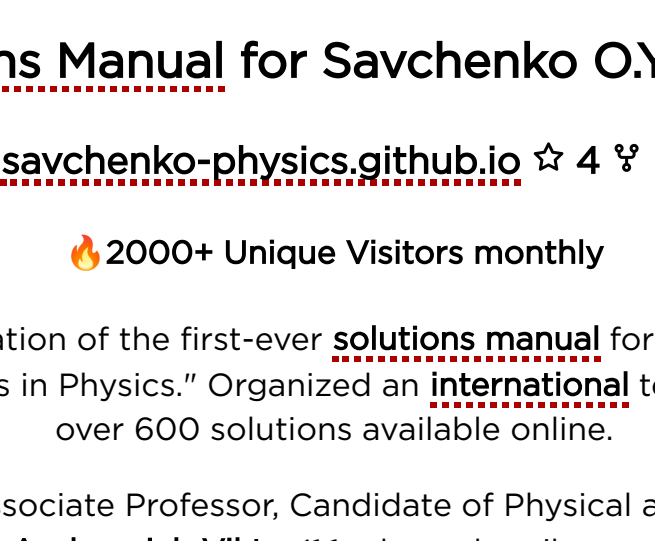 ns Manual for Savchenko O.Y
savchenko-physics.github.io ☆ 4
🔥2000+ Unique Visitors monthly
ation of the first-ever solutions manual for
s in Physics." Organized an international t
over 600 solutions available online.
ssociate Professor, Candidate of Physical a